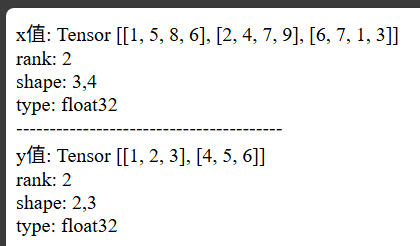 x值: Tensor [[1, 5, 8, 6], [2, 4, 7, 9], [6, 7, 1, 3]]
rank: 2
shape: 3,4
type: float32
----------------------------------------
y值: Tensor [[1, 2, 3], [4, 5, 6]]
rank: 2
shape: 2,3
type: float32